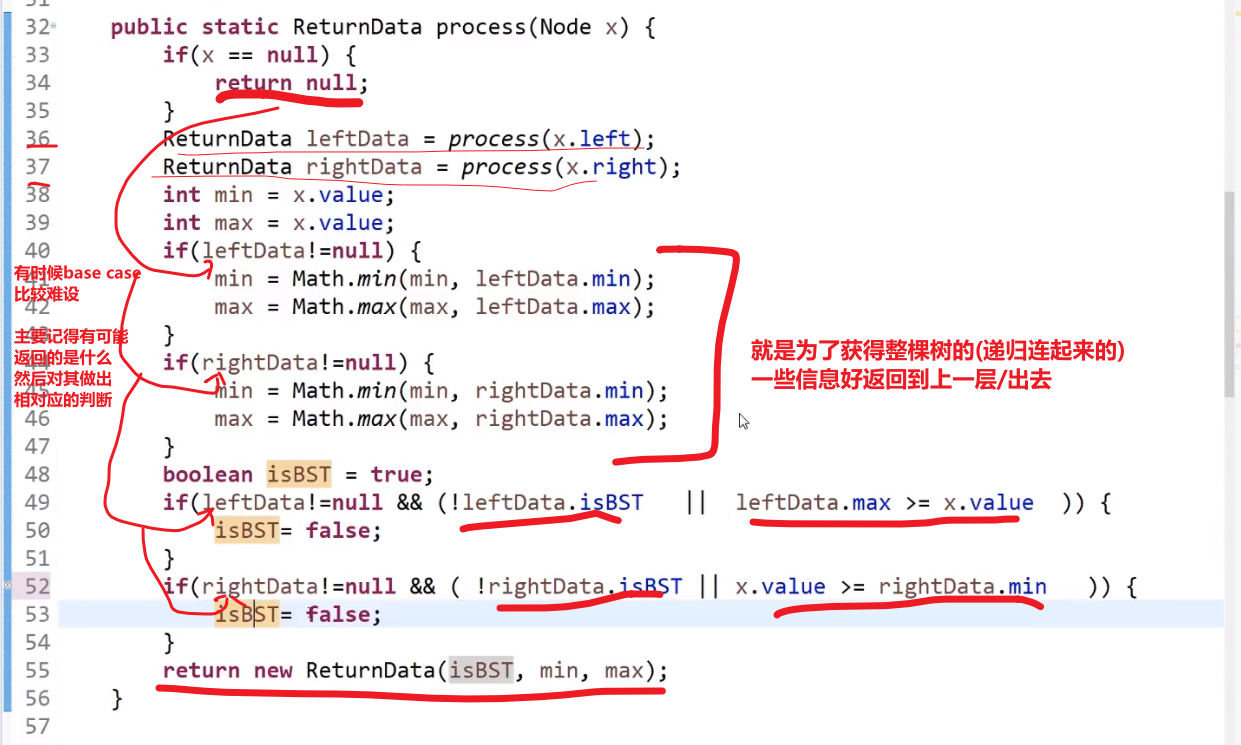 31
32 public static ReturnData process(Node x) {
33 if(x == null) {
34 return null;
35 }
36 ReturnData leftData = process(x.left);
37 ReturnData rightData = process(x.right);
38 int min = x.value;
39 int max = x.value;
40 if(leftData!=null) {
41 min = Math.min(min, leftData.min);
42 max = Math.max(max, leftData.max);
43 }
44 if(rightData!=null) {
45 min = Math.min(min, rightData.min);
46 max = Math.max(max, rightData.max);
47 }
48 boolean isBST = true;
49 if(leftData!=null && (!leftData.isBST || leftData.max >= x.value )) {
50 isBST= false;
51 }
52 if(rightData!=null && ( !rightData.isBST || x.value >= rightData.min )) {
53 isBST= false;
54 }
55 return new ReturnData(isBST, min, max);
56 }
57
有时候base case
比较难设
主要记得有可能
返回的是什么
然后对其做出
相对应的判断
就是为了获得整棵树的(递归连起来的)
一些信息好返回到上一层/出去